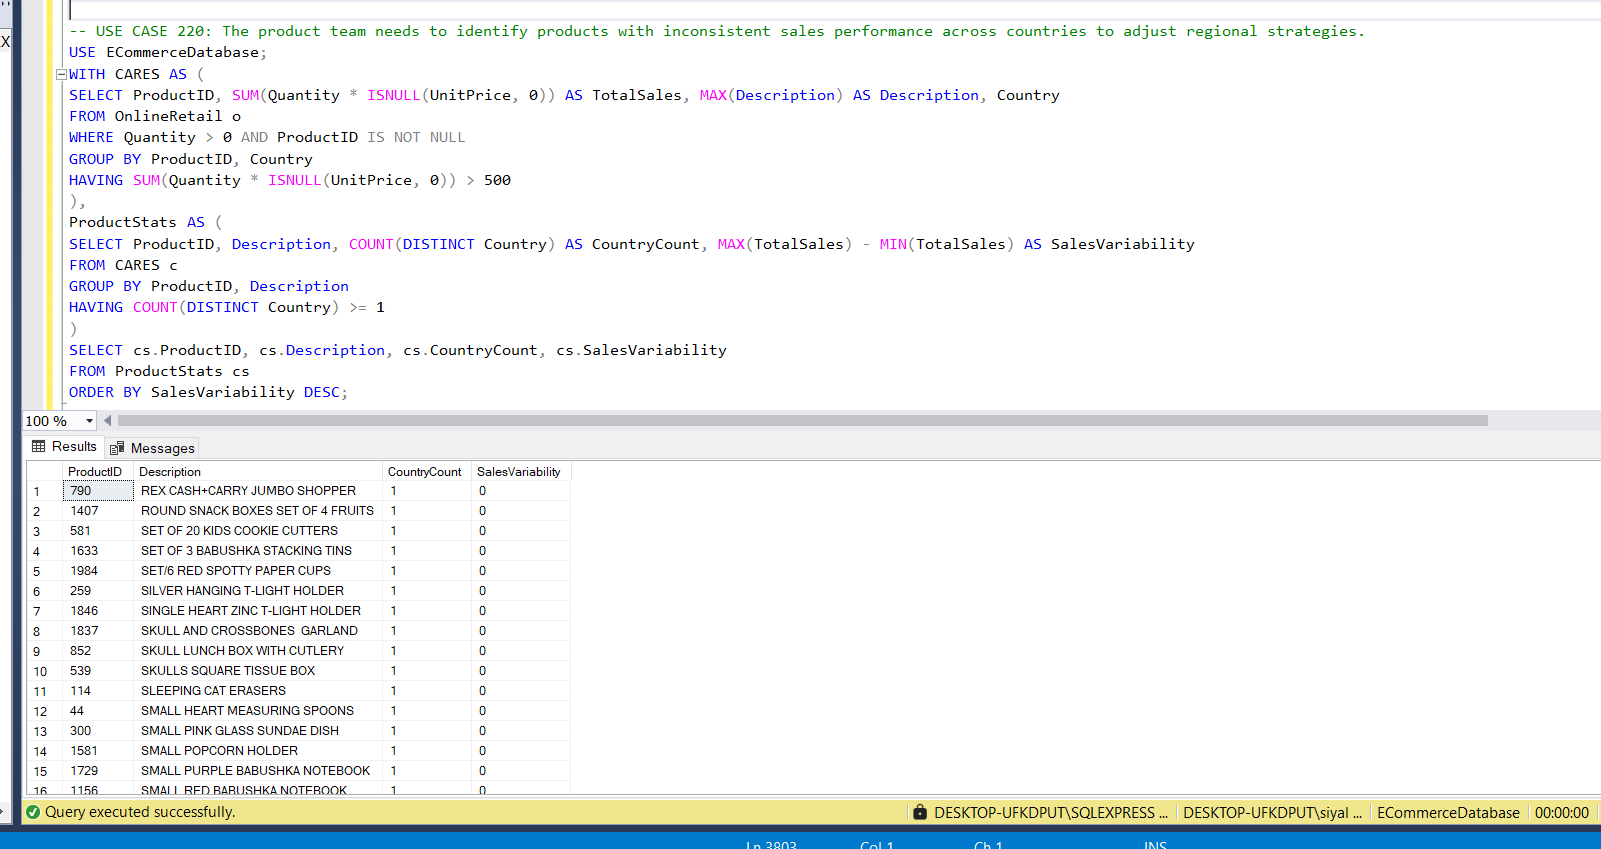 X
-- USE CASE 220: The product team needs to identify products with inconsistent sales performance across countries to adjust regional strategies.
USE ECommerceDatabase;
WITH CARES AS (
SELECT ProductID, SUM(Quantity * ISNULL(UnitPrice, 0)) AS TotalSales, MAX(Description) AS Description, Country
FROM OnlineRetail o
WHERE Quantity > 0 AND ProductID IS NOT NULL
GROUP BY ProductID, Country
HAVING SUM(Quantity * ISNULL(UnitPrice, 0)) > 500
),
ProductStats AS (
SELECT ProductID, Description, COUNT(DISTINCT Country) AS CountryCount, MAX(TotalSales) - MIN(TotalSales) AS SalesVariability
FROM CARES c
GROUP BY ProductID, Description
HAVING COUNT(DISTINCT Country) >= 1
)
SELECT cs.ProductID, cs.Description, cs.CountryCount, cs.SalesVariability
FROM ProductStats cs
ORDER BY SalesVariability DESC;
100 %
Results Messages
ProductID Description CountryCount SalesVariability
1 790 REX CASH+CARRY JUMBO SHOPPER 1 0
2 1407 ROUND SNACK BOXES SET OF 4 FRUITS 1 0
3 581 SET OF 20 KIDS COOKIE CUTTERS 1 0
4 1633 SET OF 3 BABUSHKA STACKING TINS 1 0
5 1984 SET/6 RED SPOTTY PAPER CUPS 1 0
6 259 SILVER HANGING T-LIGHT HOLDER 1 0
7 1846 SINGLE HEART ZINC T-LIGHT HOLDER 1 0
8 1837 SKULL AND CROSSBONES  GARLAND 1 0
9 852 SKULL LUNCH BOX WITH CUTLERY 1 0
10 539 SKULLS SQUARE TISSUE BOX 1 0
11 114 SLEEPING CAT ERASERS 1 0
12 44 SMALL HEART MEASURING SPOONS 1 0
13 300 SMALL PINK GLASS SUNDAE DISH 1 0
14 1581 SMALL POPCORN HOLDER 1 0
15 1729 SMALL PURPLE BABUSHKA NOTEBOOK 1 0
16 1156 SMALL RED BABUSHKA NOTEBOOK 1 0
Query executed successfully. DESKTOP-UFKDPUT\SQLEXPRESS ... DESKTOP-UFKDPUT\siyal ... ECommerceDatabase 00:00:00
Ln 3803 Col 1 Ch 1 INS